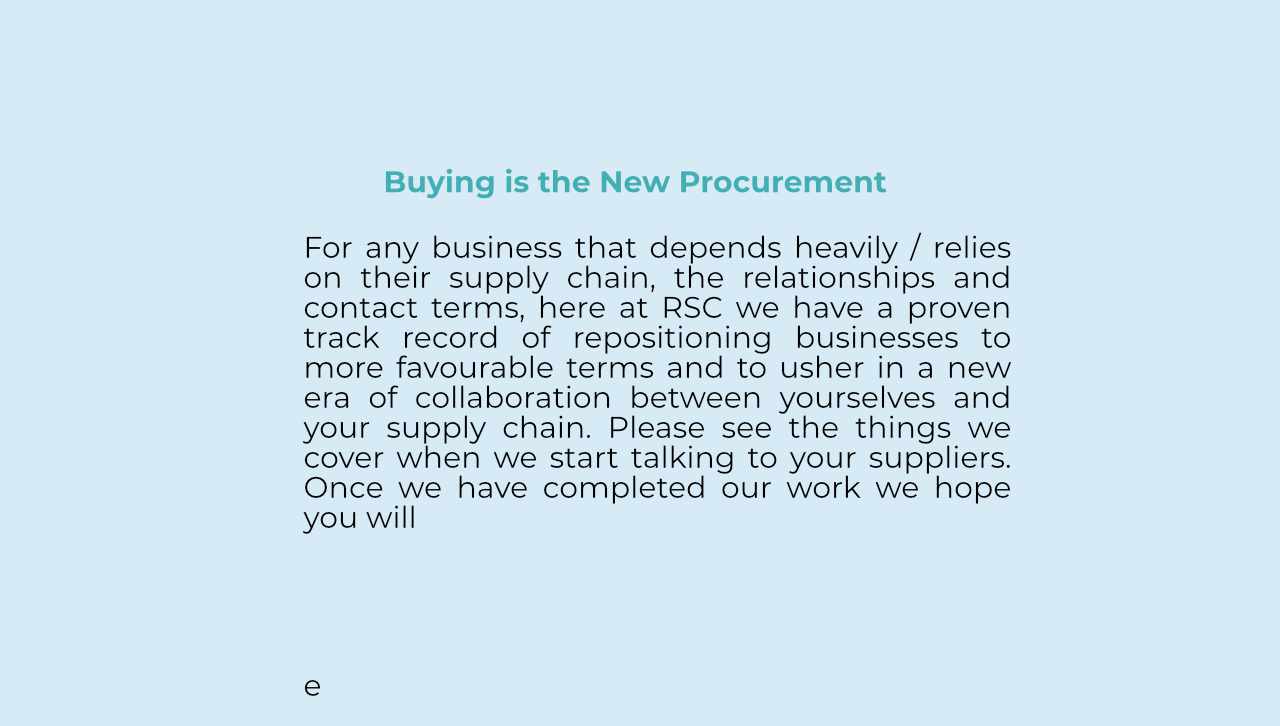 Buying is the New Procurement
For any business that depends heavily / relies
on their supply chain, the relationships and
contact terms, here at RSC we have a proven
track record of repositioning businesses to
more favourable terms and to usher in a new
era of collaboration between yourselves and
your supply chain. Please see the things we
cover when we start talking to your suppliers.
Once we have completed our work we hope
you will
e